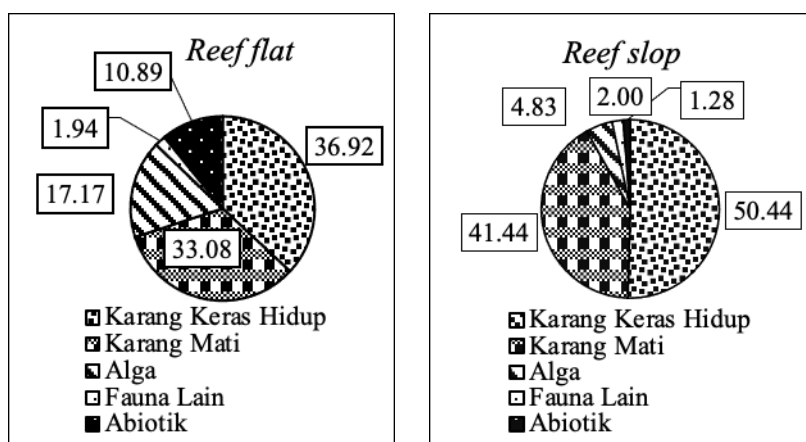 Reef flat
10.89
1.94
36.92
17.17
33.08
Karang Keras Hidup
Karang Mati
Alga
Fauna Lain
Abiotik
Reef slop
4.83
2.00
1.28
41.44
50.44
Karang Keras Hidup
Karang Mati
Alga
Fauna Lain
Abiotik